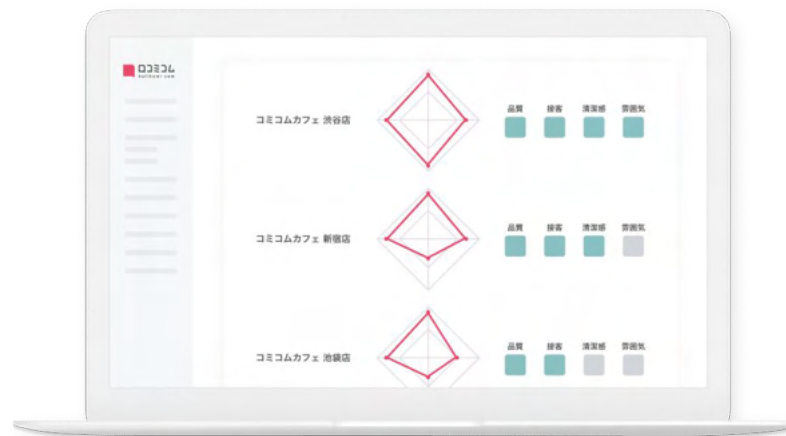 口コミコム
KUTIKOMI COM
コミコムカフェ 渋谷店
品質 接客 清潔感 雰囲気
コミコムカフェ 新宿店
品質 接客 清潔感 雰囲気
コミコムカフェ 池袋店
品質 接客 清潔感 雰囲気